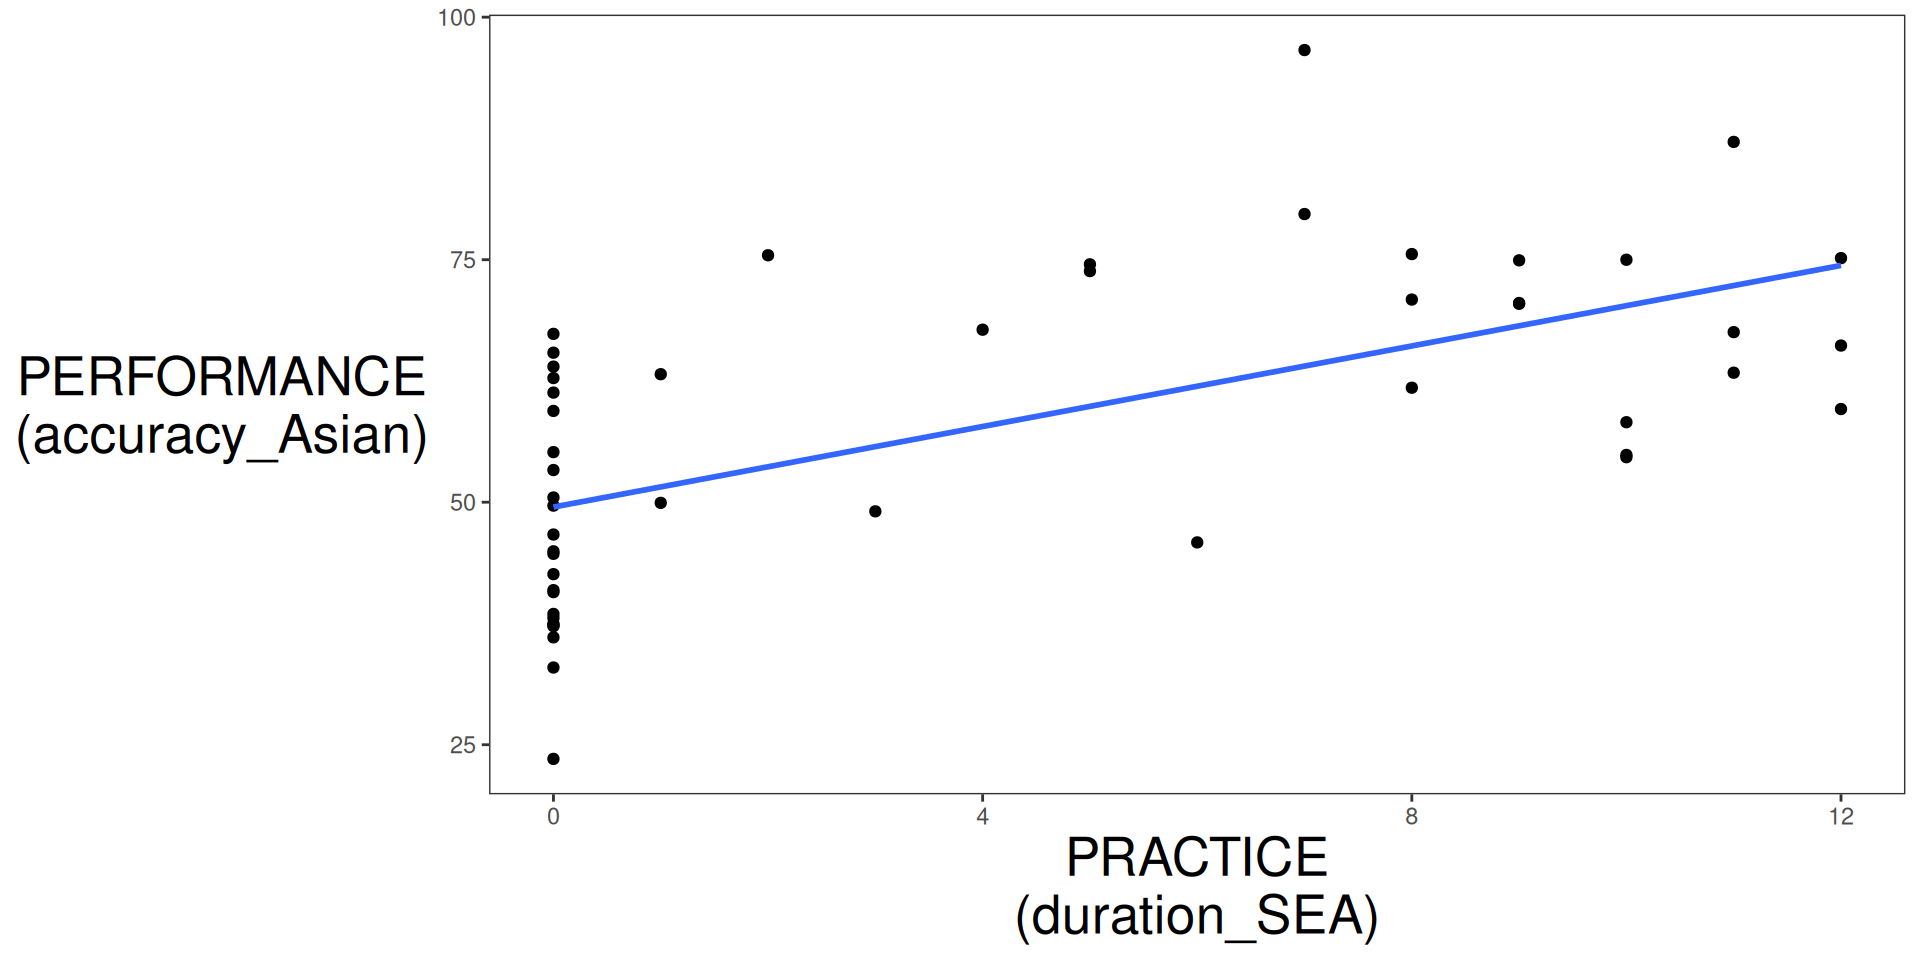 100
75
50
25
PERFORMANCE
(accuracy_Asian)
0 4 8 12
PRACTICE
(duration_SEA)